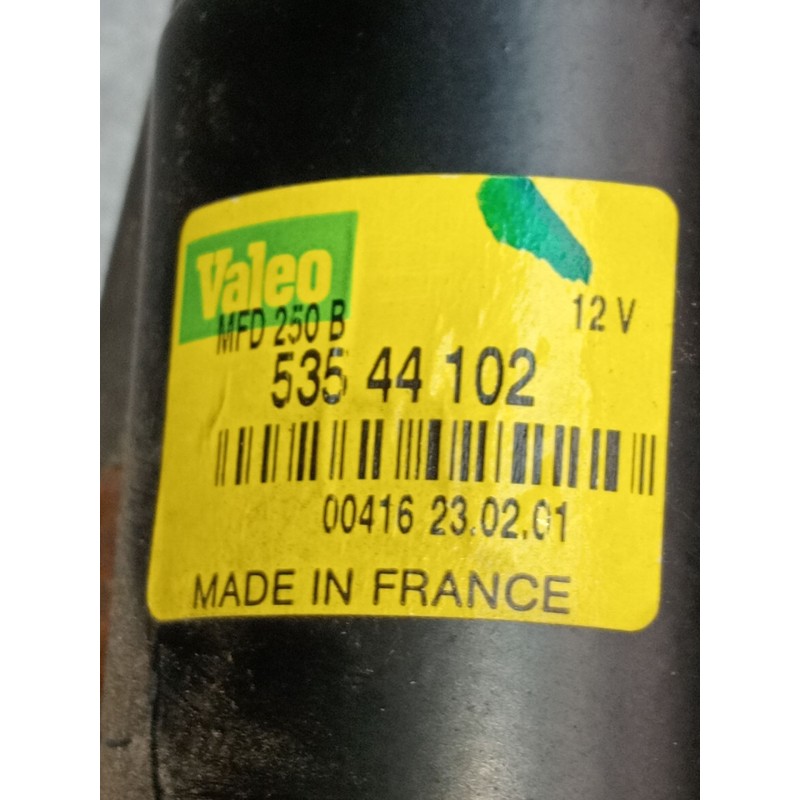 Valeo
MFD 250 B
12 V
535 44 102
00416 23.02.01
MADE IN FRANCE